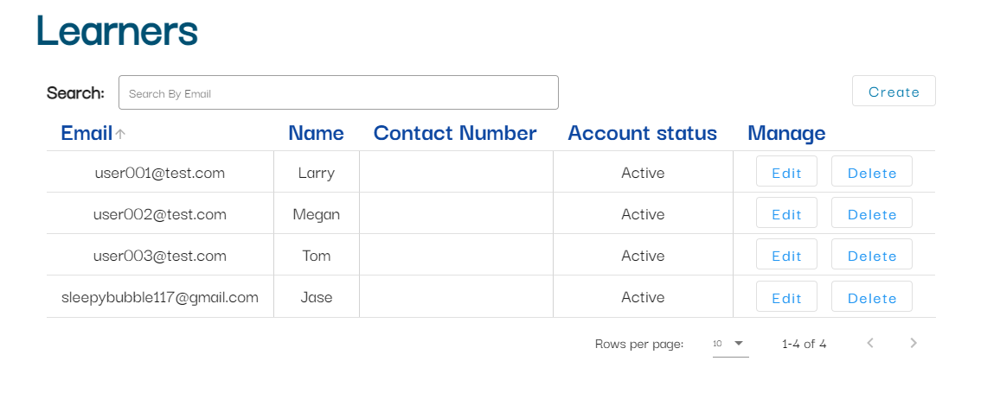 Learners
Search: Search By Email Create
Email Name Contact Number Account status Manage
user001@test.com Larry Active Edit Delete
user002@test.com Megan Active Edit Delete
user003@test.com Tom Active Edit Delete
sleepybubble117@gmail.com Jase Active Edit Delete
Rows per page: 10 1-4 of 4